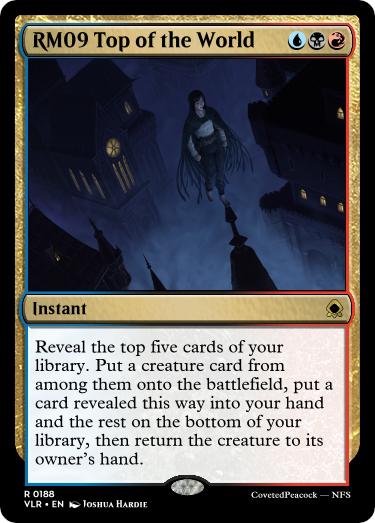 RM09 Top of the World
Instant
Reveal the top five cards of your
library. Put a creature card from
among them onto the battlefield, put a
card revealed this way into your hand
and the rest on the bottom of your
library, then return the creature to its
owner's hand.
R 0188
VLR • EN Joshua Hardie
CovetedPeacock — NFS